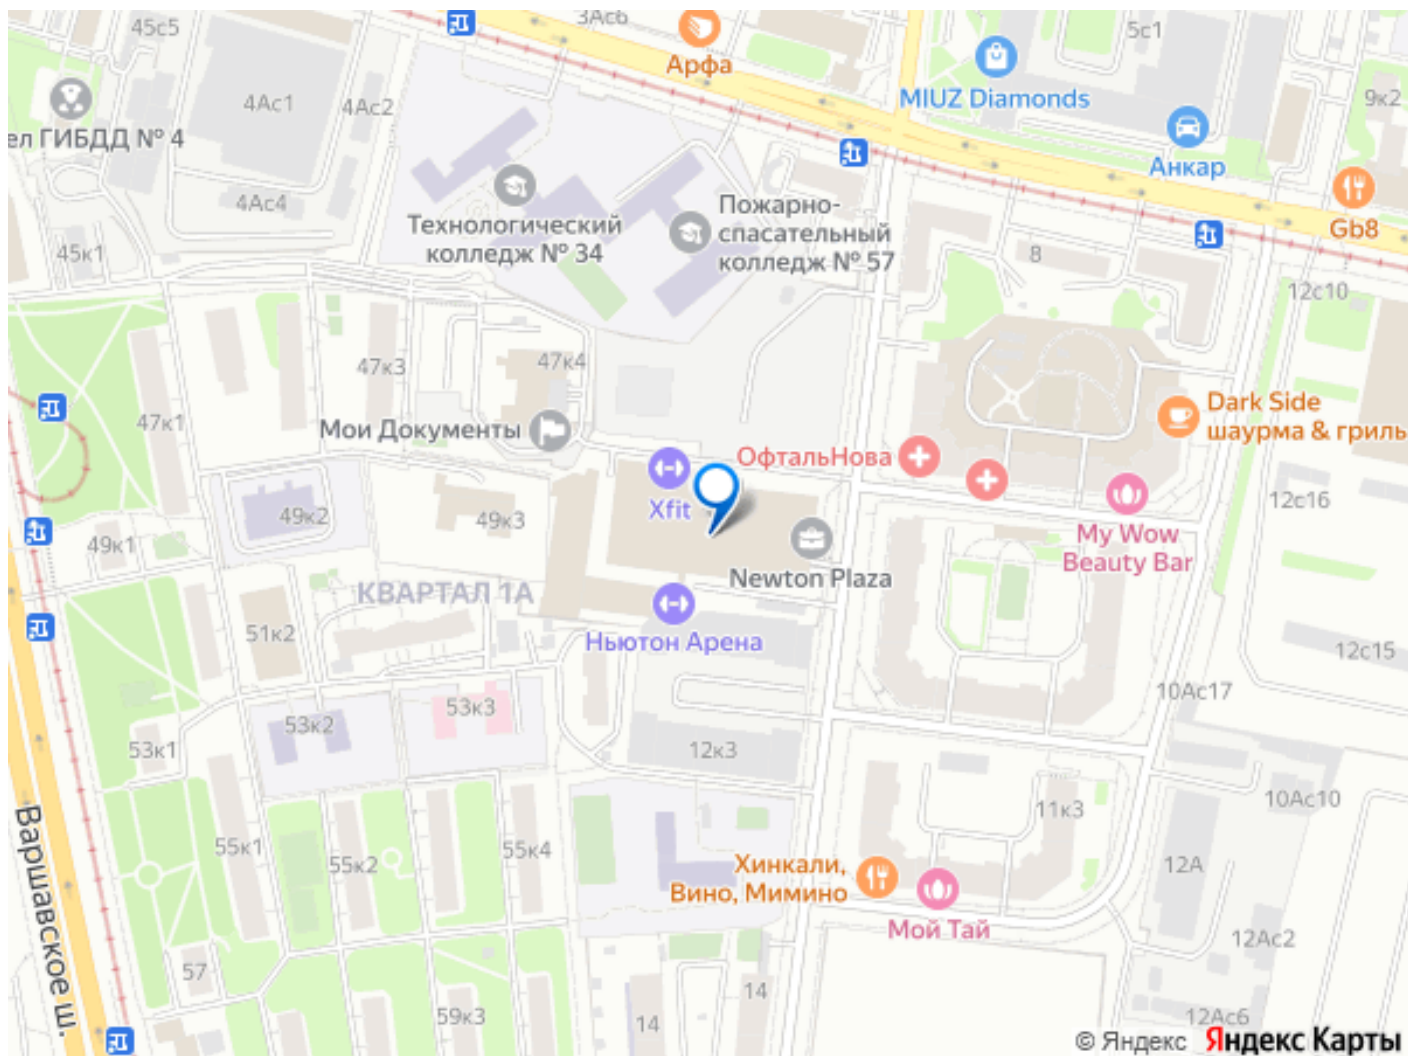 45с5
3Ас6
Арфа
5с1
MIUZ Diamonds
9к2
4Ас1
4Ас2
ел ГИБДД № 4
Анкар
4Ас4
Технологический
колледж № 34
Пожарно-
спасательный
колледж № 57
Gb8
45к1
8
12с10
47к3
47к4
47к1
Мои Документы
Dark Side
шаурма & гриль
ОфтальНова
Xfit
12с16
49к2
49к3
49к1
My Wow
Beauty Bar
Newton Plaza
КВАРТАЛ 1А
51к2
Ньютон Арена
12с15
10Ас17
53к3
53к2
53к1
12к3
10Ас10
11к3
Варшавское ш.
55к1
55к2
55к4
Хинкали,
Вино, Мимино
12А
Мой Тай
12Ас2
57
14
59к3
14
12Ас6
© Яндекс Яндекс Карты